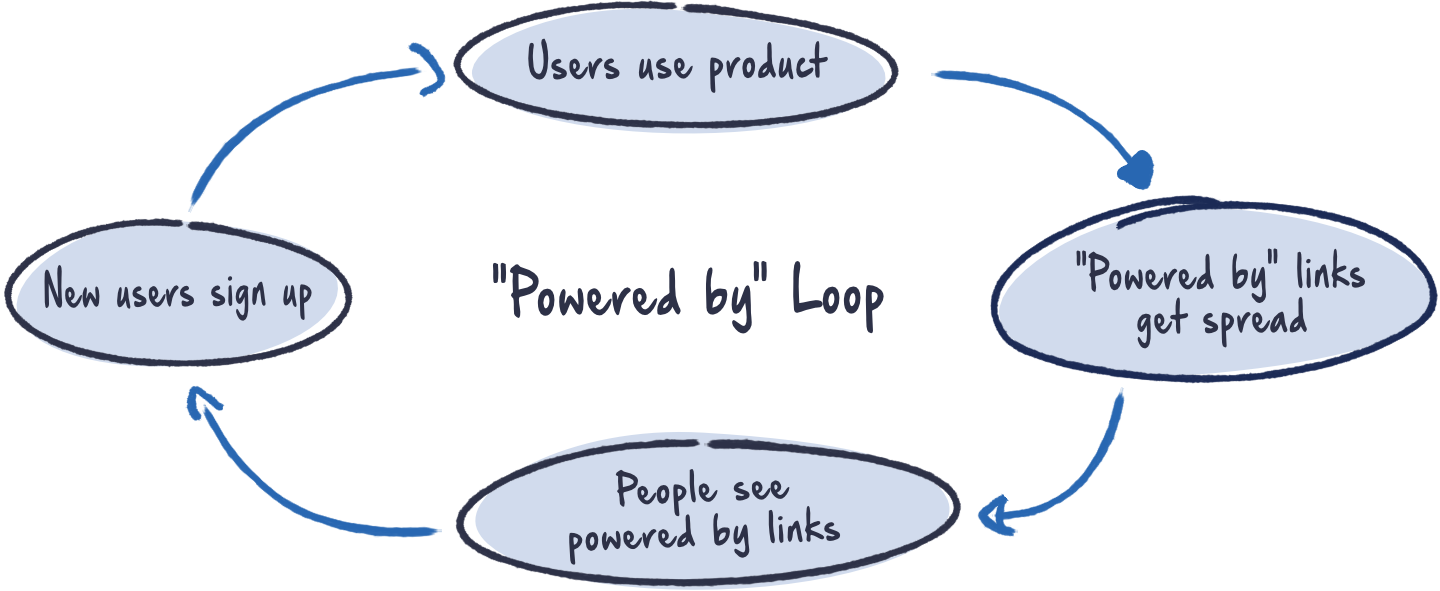 Users use product
"Powered by" links
get spread
People see
powered by links
New users sign up
"Powered by" Loop